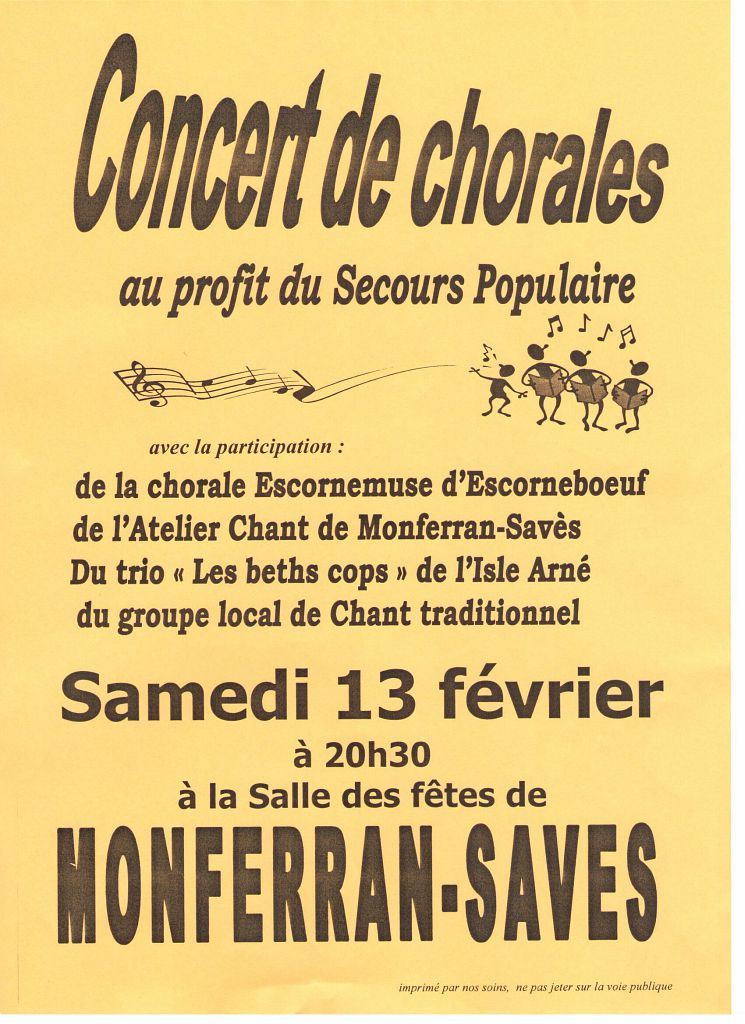 Concert de chorales
au profit du Secours Populaire
avec la participation :
de la chorale Escornemuse d'Escorneboeuf
de l'Atelier Chant de Monferran-Savès
Du trio « Les beths cops » de l'Isle Arné
du groupe local de Chant traditionnel
Samedi 13 février
à 20h30
à la Salle des fêtes de
MONFERRAN-SAVES
imprimé par nos soins, ne pas jeter sur la voie publique